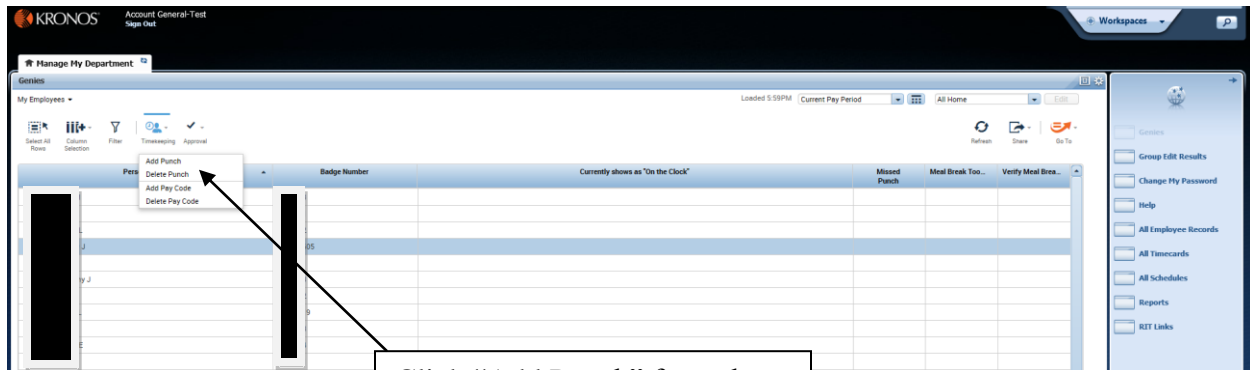 KRONOS
Account General-Test
Sign Out
Workspaces
Manage My Department
Genies
My Employees
Loaded 5:59PM
Current Pay Period
All Home
Edit
Select All Rows
Column Selection
Filter
Timekeeping
Approval
Refresh
Share
Go To
Add Punch
Delete Punch
Add Pay Code
Delete Pay Code
Pers
Badge Number
Currently shows as "On the Clock"
Missed Punch
Meal Break Too...
Verify Meal Brea...
L
J
05
y J
L
9
E
Genies
Group Edit Results
Change My Password
Help
All Employee Records
All Timecards
All Schedules
Reports
RIT Links